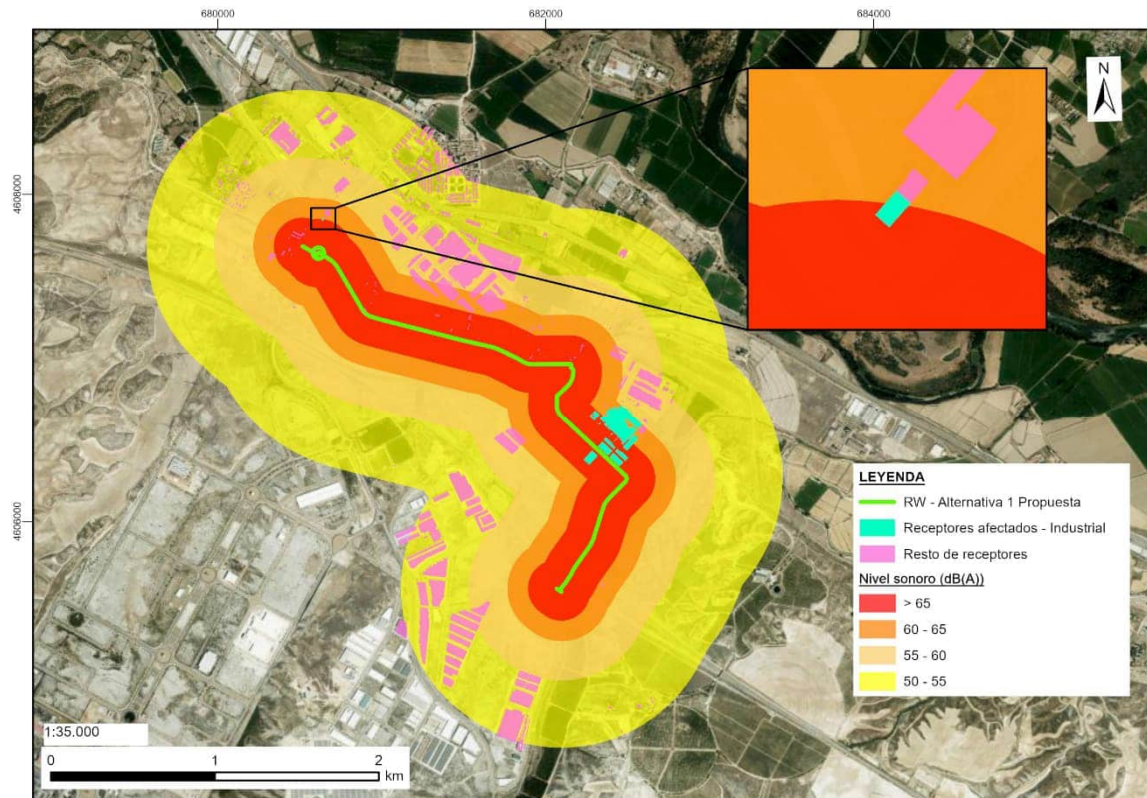 680000
682000
684000
N
4608000
4606000
LEYENDA
RW - Alternativa 1 Propuesta
Receptores afectados - Industrial
Resto de receptores
Nivel sonoro (dB(A))
> 65
60 - 65
55 - 60
50 - 55
1:35.000
0 1 2
km